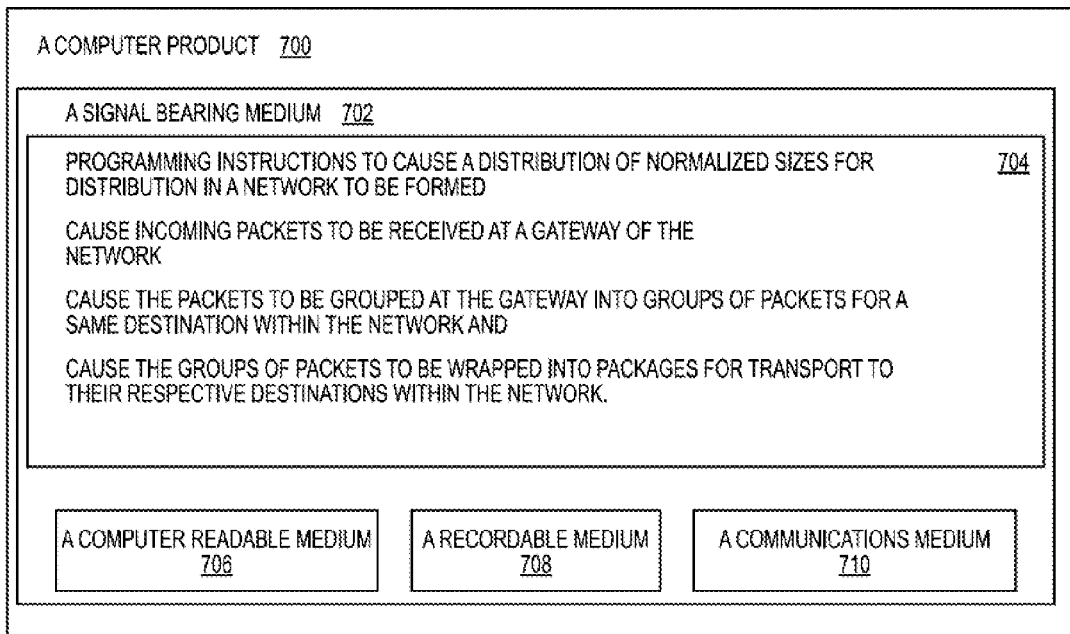 A COMPUTER PRODUCT 700
A SIGNAL BEARING MEDIUM 702
PROGRAMMING INSTRUCTIONS TO CAUSE A DISTRIBUTION OF NORMALIZED SIZES FOR 704
DISTRIBUTION IN A NETWORK TO BE FORMED
CAUSE INCOMING PACKETS TO BE RECEIVED AT A GATEWAY OF THE
NETWORK
CAUSE THE PACKETS TO BE GROUPED AT THE GATEWAY INTO GROUPS OF PACKETS FOR A
SAME DESTINATION WITHIN THE NETWORK AND
CAUSE THE GROUPS OF PACKETS TO BE WRAPPED INTO PACKAGES FOR TRANSPORT TO
THEIR RESPECTIVE DESTINATIONS WITHIN THE NETWORK.
A COMPUTER READABLE MEDIUM
706
A RECORDABLE MEDIUM
708
A COMMUNICATIONS MEDIUM
710